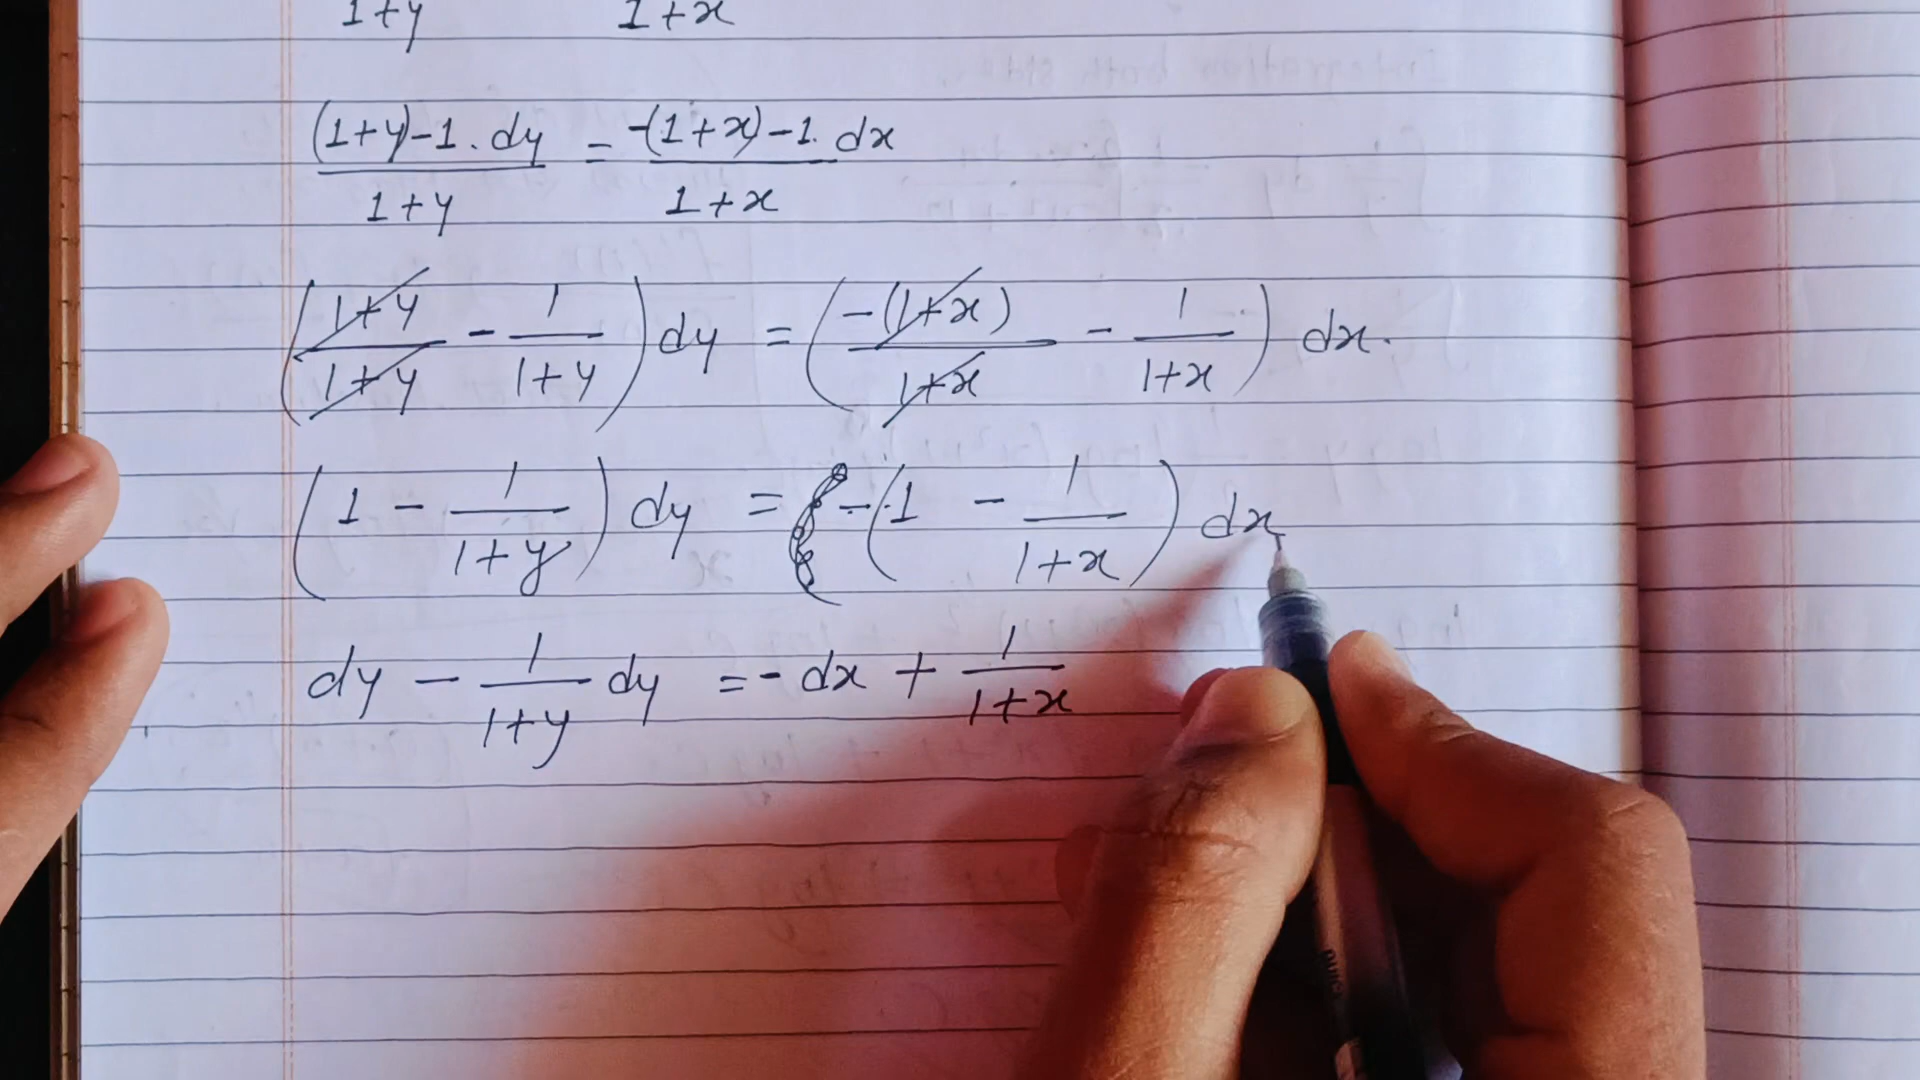 1+y 1+x
(1+y)-1. dy / 1+y = -(1+x)-1. dx / 1+x
(1+y / 1+y - 1 / 1+y) dy = (-(1+x) / 1+x - 1 / 1+x) dx.
(1 - 1 / 1+y) dy = -(1 - 1 / 1+x) dx
dy - 1 / 1+y dy = - dx + 1 / 1+x